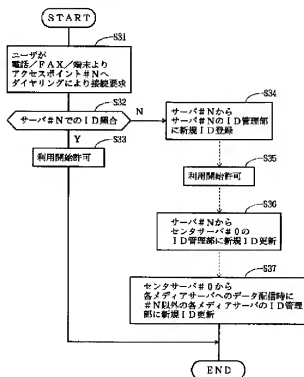 START
S31
ユーザが
電話/FAX/端末より
アクセスポイント#Nへ
ダイヤリングにより接続要求
S32
サーバ#NでのID照合
N
Y
S33
利用開始許可
S34
サーバ#Nから
サーバ#NのID管理部
に新規ID登録
S35
利用開始許可
S36
サーバ#Nから
センタサーバ#0の
ID管理部に新規ID更新
S37
センタサーバ#0から
各メディアサーバへのデータ配信時に
#N以外の各メディアサーバのID管理
部に新規ID更新
END